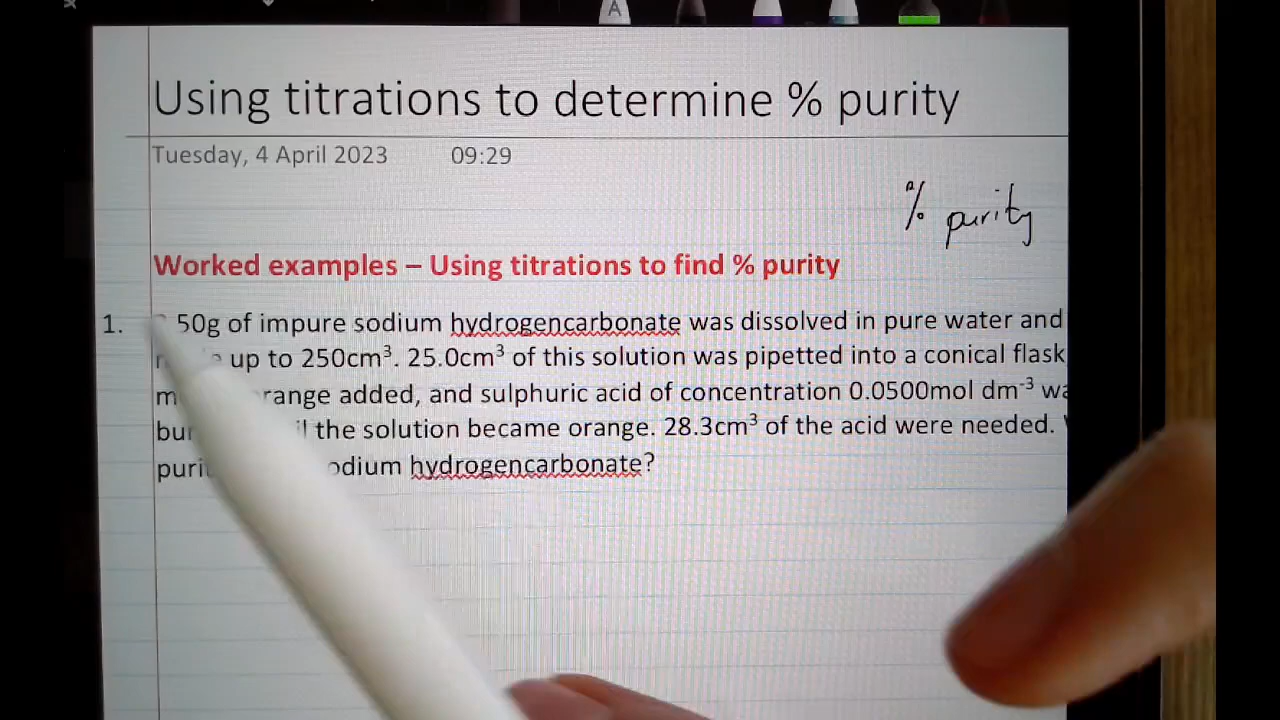 A
Using titrations to determine % purity
Tuesday, 4 April 2023 09:29
% purity
Worked examples – Using titrations to find % purity
1. 50g of impure sodium hydrogencarbonate was dissolved in pure water and
up to 250cm³. 25.0cm³ of this solution was pipetted into a conical flask
added, and sulphuric acid of concentration 0.0500mol dm⁻³
the solution became orange. 28.3cm³ of the acid were needed.
hydrogencarbonate?